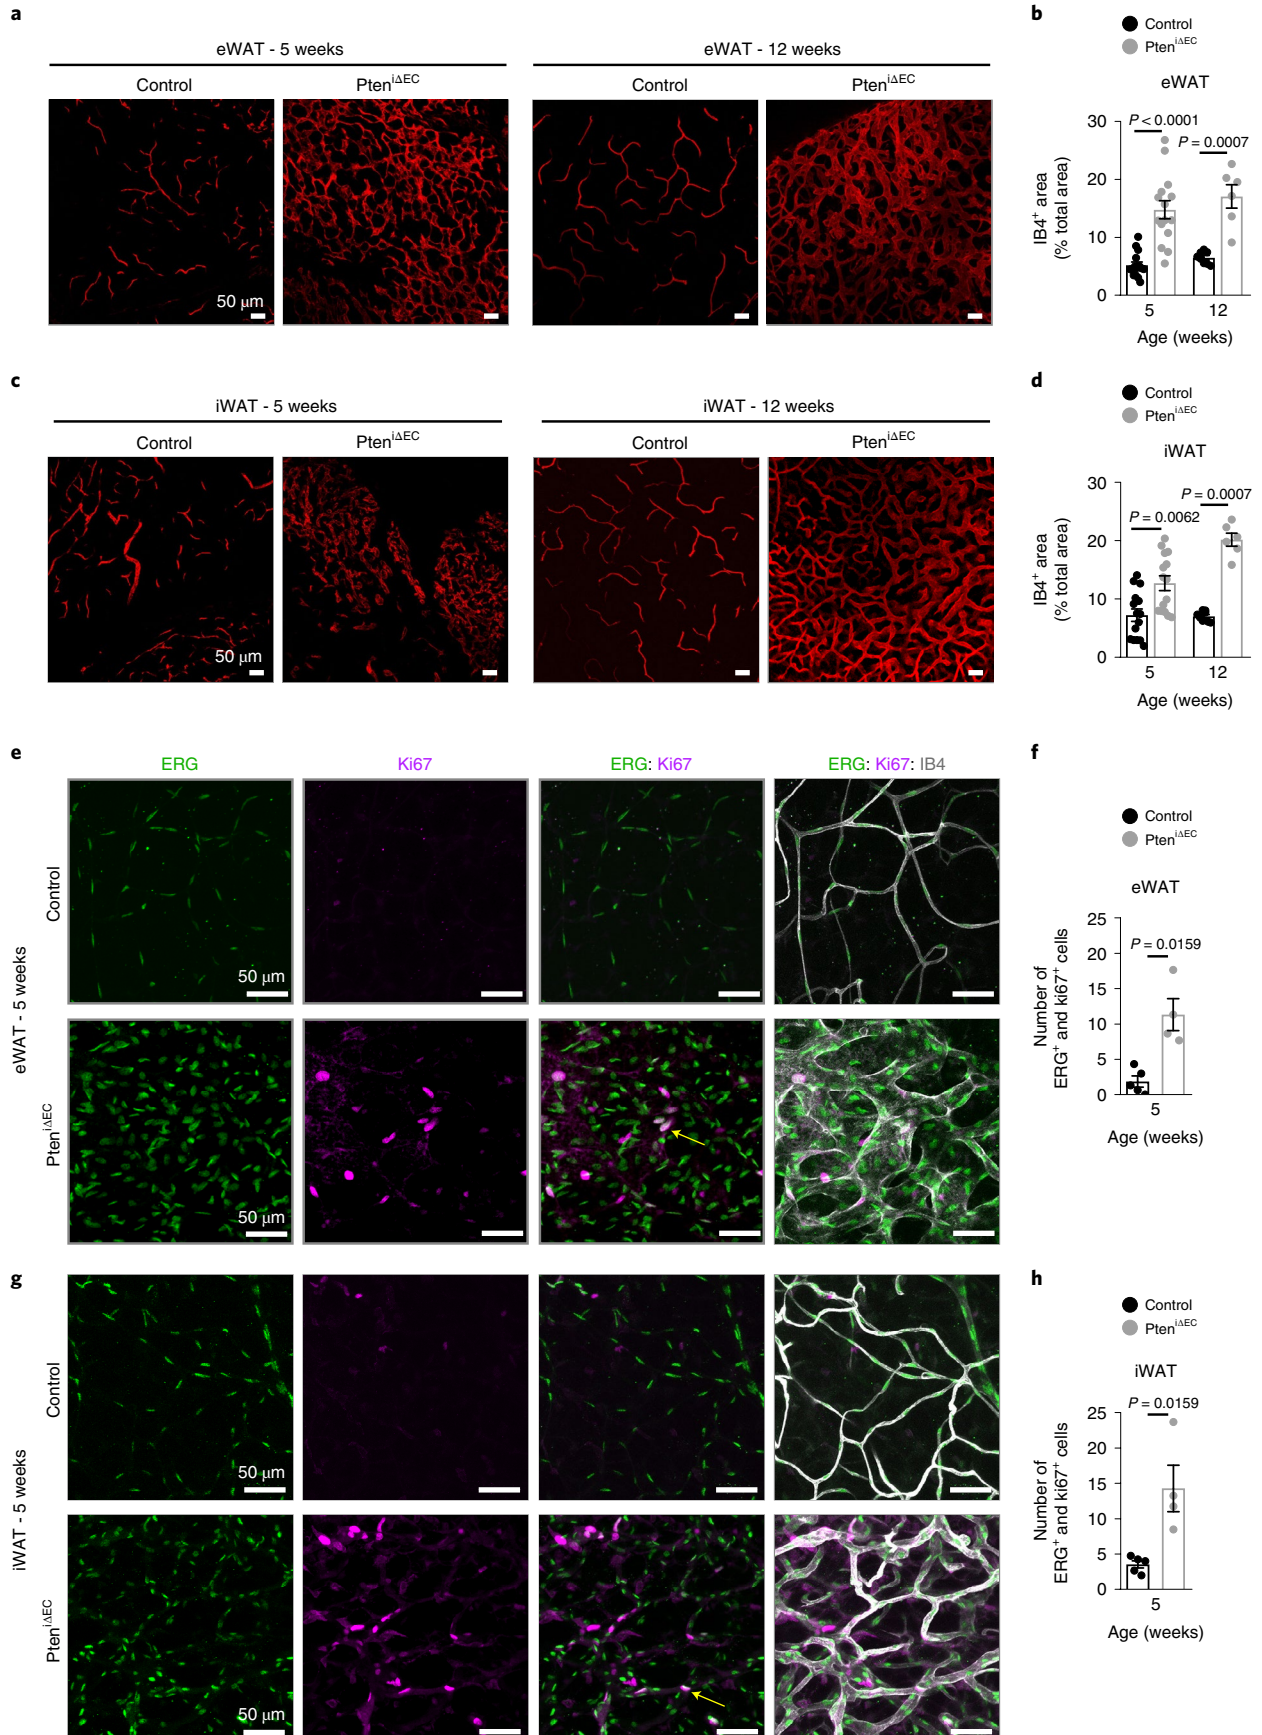 a
eWAT - 5 weeks
eWAT - 12 weeks
Control
Pten^iΔEC
Control
Pten^iΔEC
50 μm
b
Control
Pten^iΔEC
eWAT
P < 0.0001
P = 0.0007
30
20
10
0
IB4⁺ area
(% total area)
5
12
Age (weeks)
c
iWAT - 5 weeks
iWAT - 12 weeks
Control
Pten^iΔEC
Control
Pten^iΔEC
50 μm
d
Control
Pten^iΔEC
iWAT
P = 0.0007
P = 0.0062
30
20
10
0
IB4⁺ area
(% total area)
5
12
Age (weeks)
e
ERG
Ki67
ERG: Ki67
ERG: Ki67: IB4
eWAT - 5 weeks
Control
50 μm
Pten^iΔEC
50 μm
f
Control
Pten^iΔEC
eWAT
P = 0.0159
25
20
15
10
5
0
Number of
ERG⁺ and ki67⁺ cells
5
Age (weeks)
g
iWAT - 5 weeks
Control
50 μm
Pten^iΔEC
50 μm
h
Control
Pten^iΔEC
iWAT
P = 0.0159
25
20
15
10
5
0
Number of
ERG⁺ and ki67⁺ cells
5
Age (weeks)